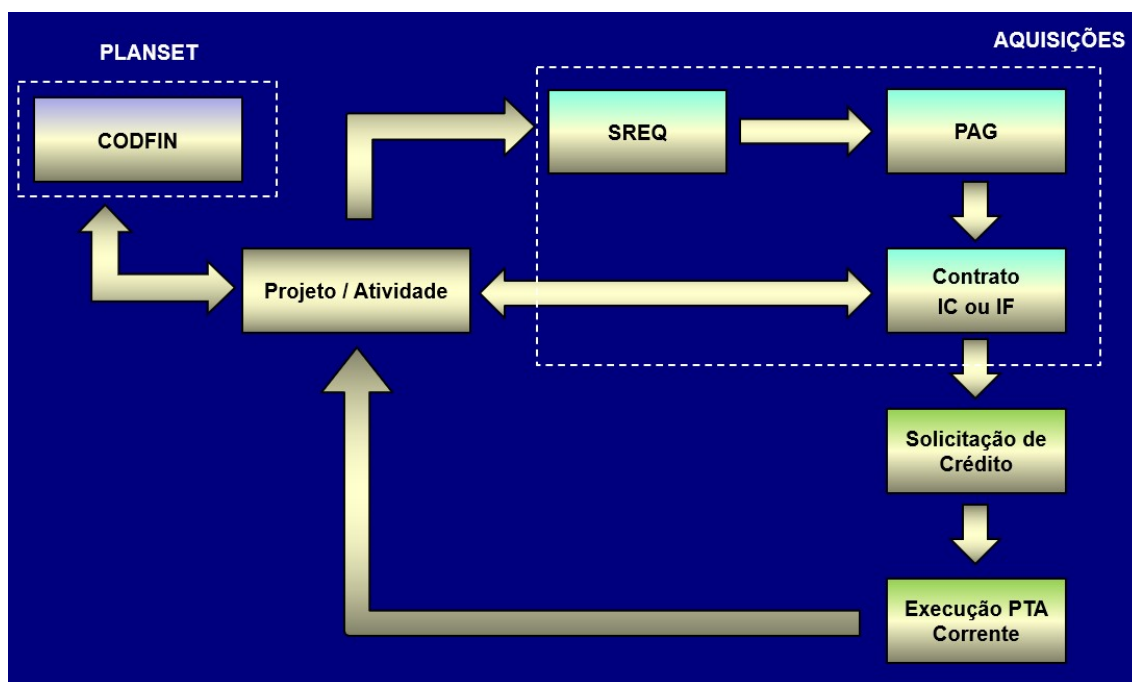 PLANSET
AQUISIÇÕES
CODFIN
SREQ
PAG
Projeto / Atividade
Contrato
IC ou IF
Solicitação de
Crédito
Execução PTA
Corrente